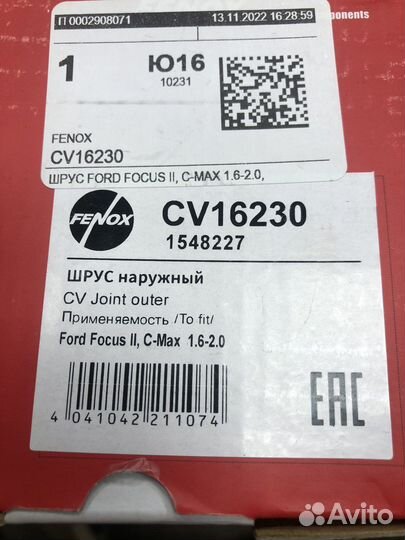 П 0002908071 13.11.2022 16:28:59
omponents
1 Ю16
10231
FENOX
CV16230
ШРУС FORD FOCUS II, C-MAX 1.6-2.0,
FENOX CV16230
1548227
ШРУС наружный
CV Joint outer
Применяемость /To fit/
Ford Focus II, C-Max 1.6-2.0
4 041042 211074
EAC
Avito